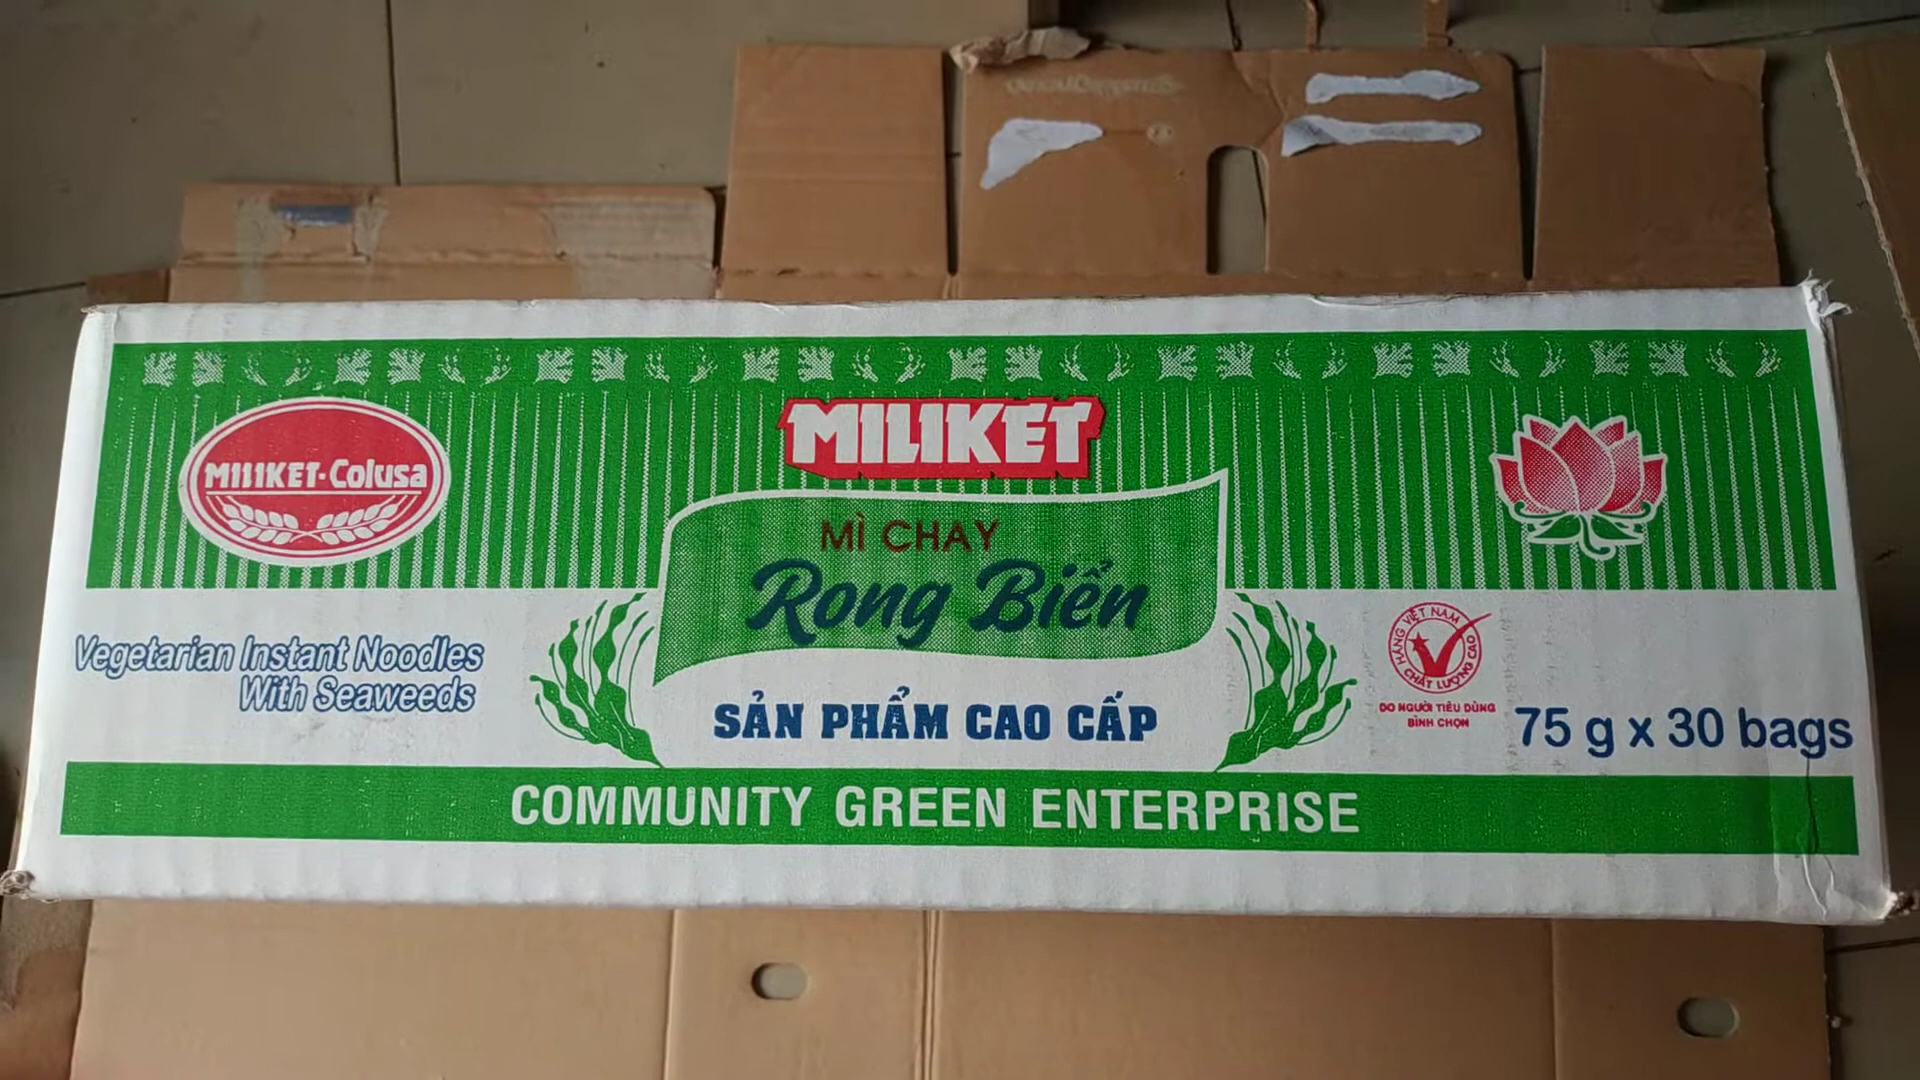 MILIKET-Colusa
MILIKET
MÌ CHAY
Rong Biển
Vegetarian Instant Noodles
With Seaweeds
SẢN PHẨM CAO CẤP
HÀNG VIỆT NAM
CHẤT LƯỢNG CAO
DO NGƯỜI TIÊU DÙNG
BÌNH CHỌN
75 g x 30 bags
COMMUNITY GREEN ENTERPRISE